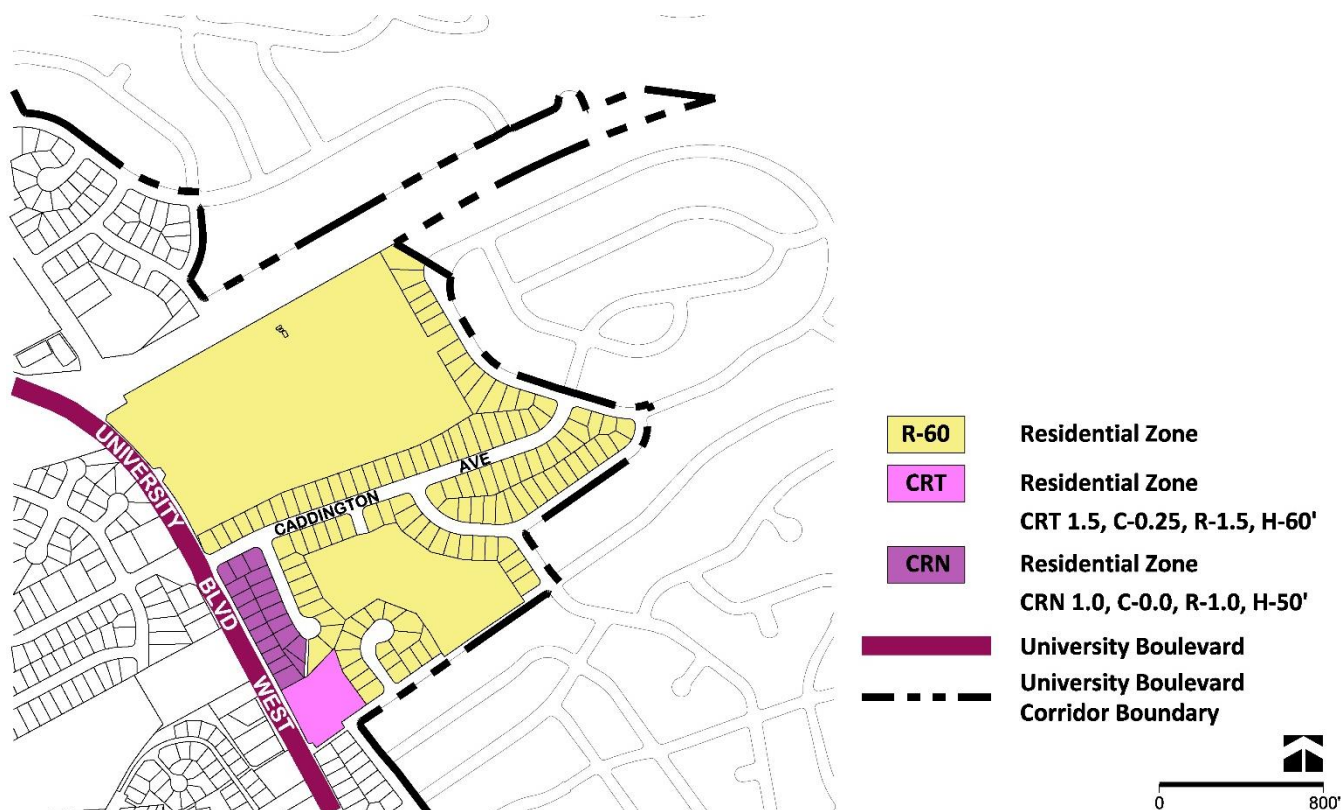 UNIVERSITY
BLVD
WEST
CADDINGTON
AVE
R-60 Residential Zone
CRT Residential Zone
CRT 1.5, C-0.25, R-1.5, H-60'
CRN Residential Zone
CRN 1.0, C-0.0, R-1.0, H-50'
University Boulevard
University Boulevard
Corridor Boundary
0 800'